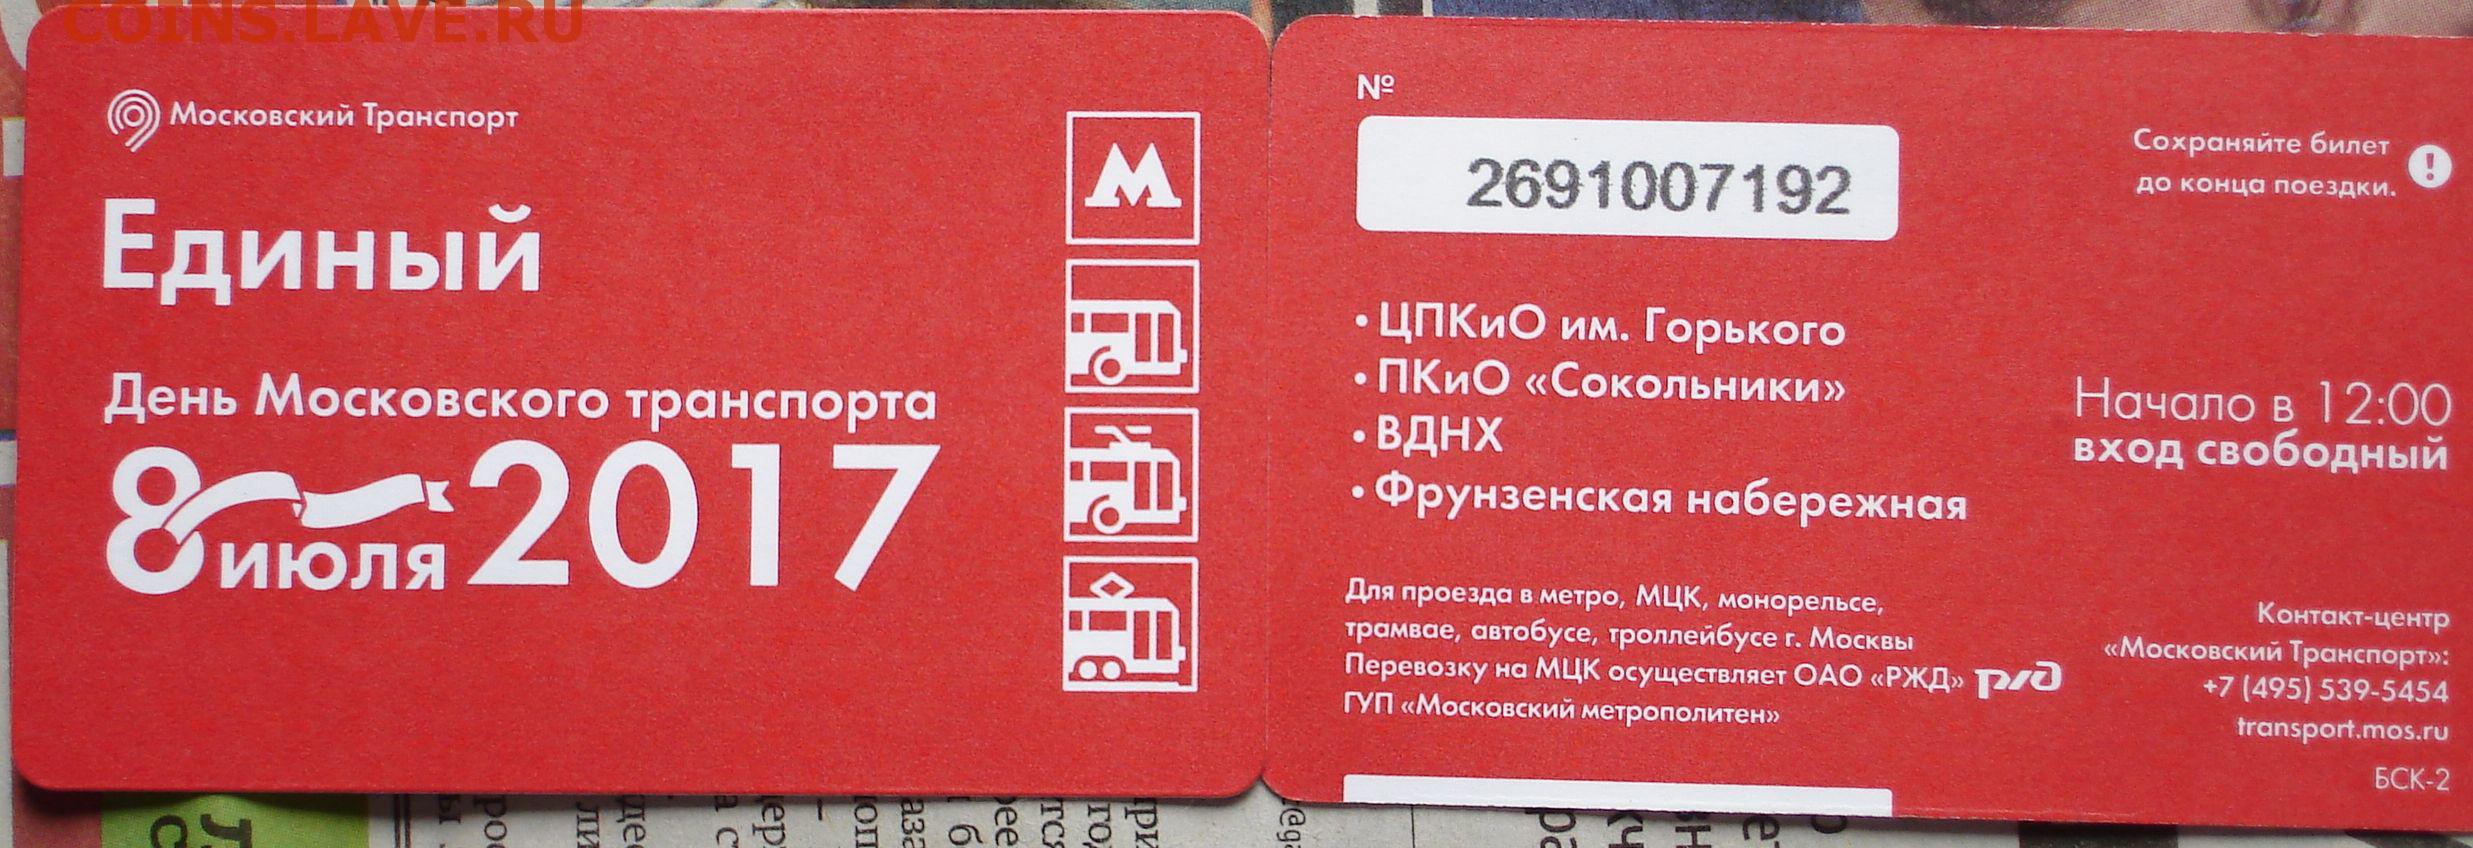 COINS.LAVE.RU
Московский Транспорт
Единый
День Московского транспорта
8 июля 2017
№
2691007192
Сохраняйте билет
до конца поездки.
!
• ЦПКиО им. Горького
• ПКиО «Сокольники»
• ВДНХ
• Фрунзенская набережная
Начало в 12:00
вход свободный
Для проезда в метро, МЦК, монорельсе,
трамвае, автобусе, троллейбусе г. Москвы
Перевозку на МЦК осуществляет ОАО «РЖД» РЖД
ГУП «Московский метрополитен»
Контакт-центр
«Московский Транспорт»:
+7 (495) 539-5454
transport.mos.ru
БСК-2